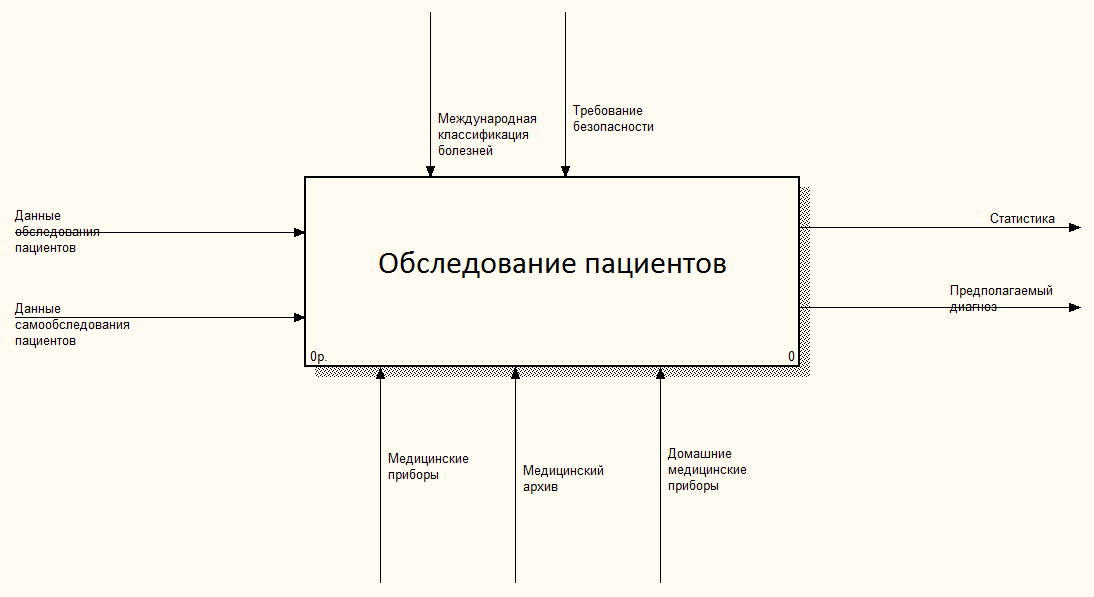 Международная
классификация
болезней
Требование
безопасности
Данные
обследования
пациентов
Данные
самообследования
пациентов
Обследование пациентов
0р.
0
Статистика
Предполагаемый
диагноз
Медицинские
приборы
Медицинский
архив
Домашние
медицинские
приборы